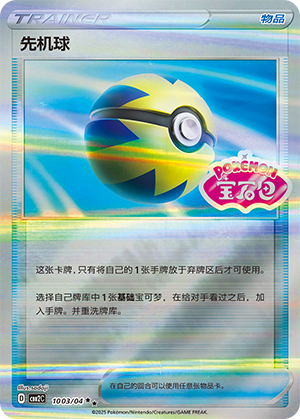 TRAINER
物品
先机球
POKÉMON
宝石包
这张卡牌,只有将自己的1张手牌放于弃牌区后才可使用。
选择自己牌库中1张基础宝可梦,在给对手看过之后,加
入手牌。并重洗牌库。
Illus.sadaji
D CBB2C 1003/04 ★★
在自己的回合可以使用任意张物品卡。
©2025 Pokémon/Nintendo/Creatures/GAME FREAK.